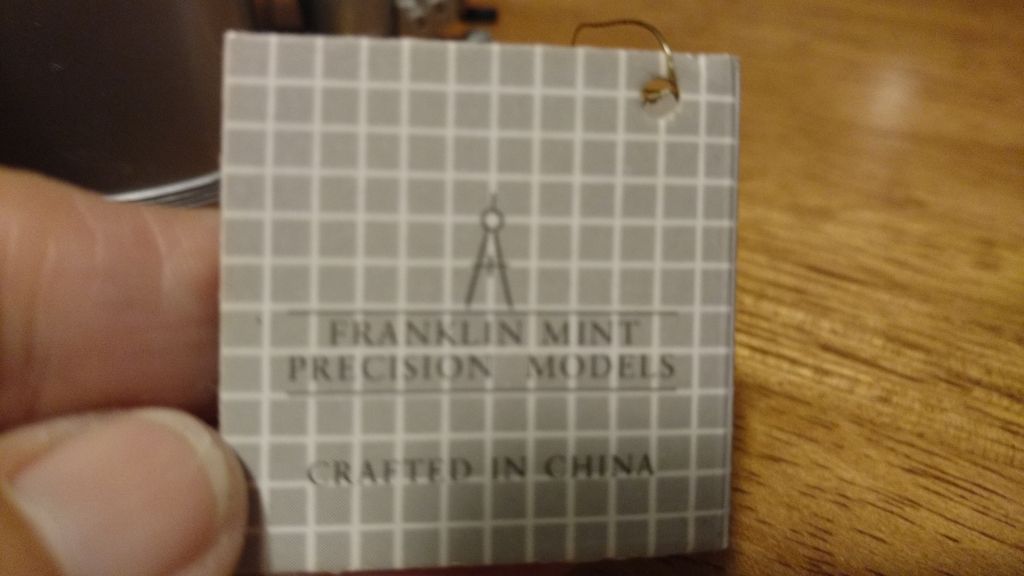 FRANKLIN MINT
PRECISION MODELS
CRAFTED IN CHINA